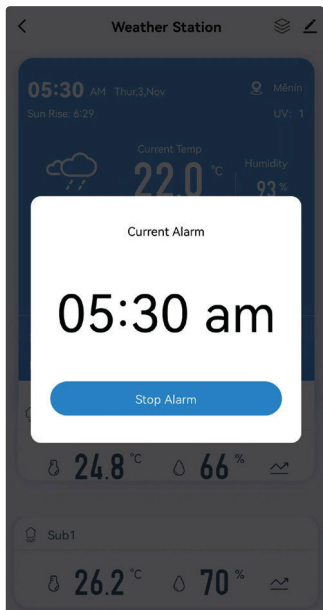 Weather Station
05:30 AM Thur.3,Nov
Měnín
Sun Rise: 6:29
UV: 1
Current Temp
22.0 °C
Humidity
93 %
Current Alarm
05:30 am
Stop Alarm
24.8 °C 66 %
Sub1
26.2 °C 70 %